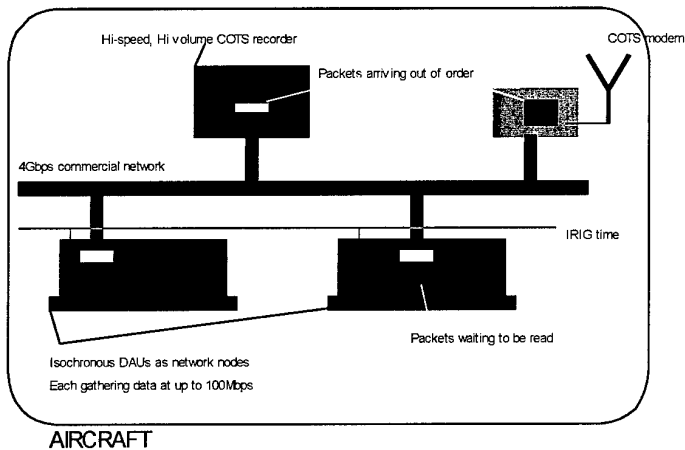 Hi-speed, Hi volume COTS recorder
COTS modem
Packets arriving out of order
4Gbps commercial network
IRIG time
Packets waiting to be read
Isochronous DAUs as network nodes
Each gathering data at up to 100Mbps
AIRCRAFT